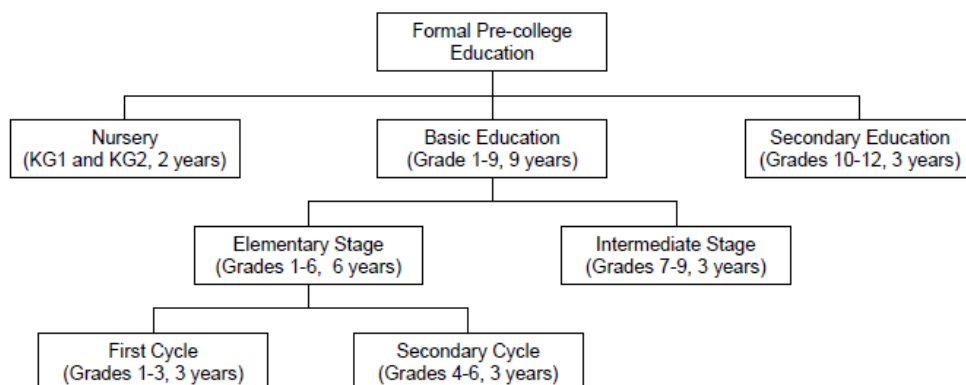 Formal Pre-college
Education
Nursery
(KG1 and KG2, 2 years)
Basic Education
(Grade 1-9, 9 years)
Secondary Education
(Grades 10-12, 3 years)
Elementary Stage
(Grades 1-6, 6 years)
Intermediate Stage
(Grades 7-9, 3 years)
First Cycle
(Grades 1-3, 3 years)
Secondary Cycle
(Grades 4-6, 3 years)